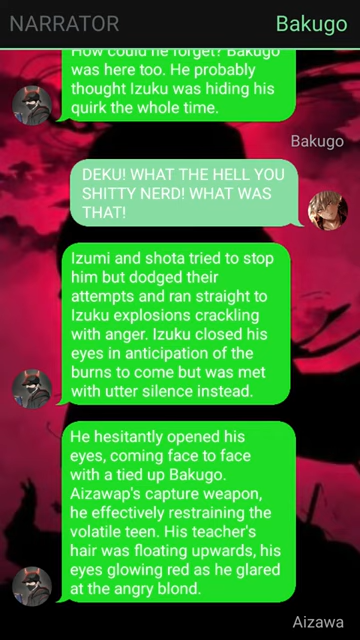 NARRATOR
Bakugo
How could he forget? Bakugo
was here too. He probably
thought Izuku was hiding his
quirk the whole time.
Bakugo
DEKU! WHAT THE HELL YOU
SHITTY NERD! WHAT WAS
THAT!
Izumi and shota tried to stop
him but dodged their
attempts and ran straight to
Izuku explosions crackling
with anger. Izuku closed his
eyes in anticipation of the
burns to come but was met
with utter silence instead.
He hesitantly opened his
eyes, coming face to face
with a tied up Bakugo.
Aizawap's capture weapon,
he effectively restraining the
volatile teen. His teacher's
hair was floating upwards, his
eyes glowing red as he glared
at the angry blond.
Aizawa